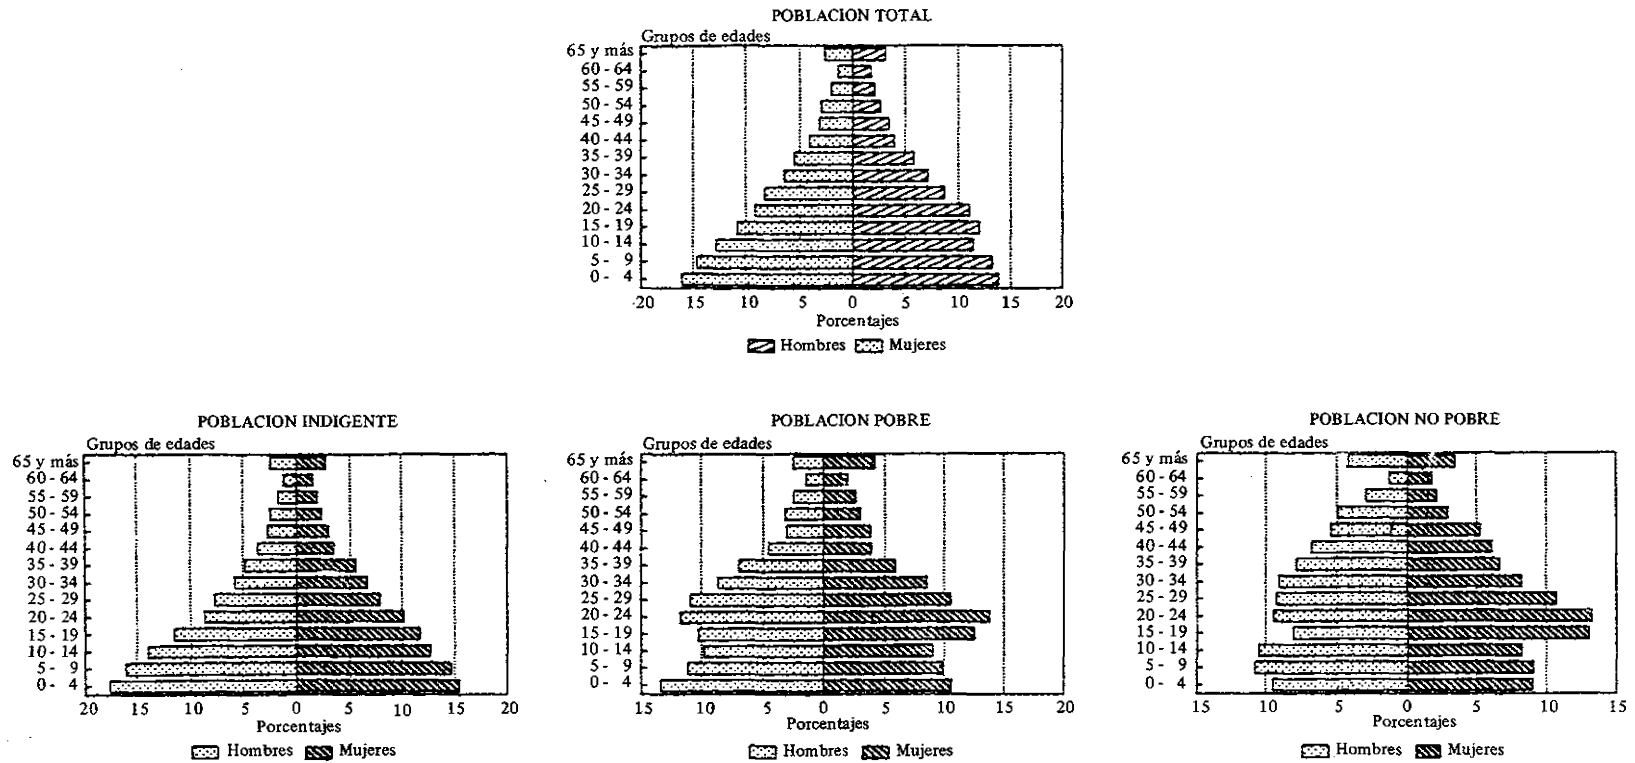 POBLACION TOTAL
Grupos de edades
65 y más
60 - 64
55 - 59
50 - 54
45 - 49
40 - 44
35 - 39
30 - 34
25 - 29
20 - 24
15 - 19
10 - 14
5 - 9
0 - 4
20 15 10 5 0 5 10 15 20
Porcentajes
Hombres Mujeres
POBLACION INDIGENTE
Grupos de edades
65 y más
60 - 64
55 - 59
50 - 54
45 - 49
40 - 44
35 - 39
30 - 34
25 - 29
20 - 24
15 - 19
10 - 14
5 - 9
0 - 4
20 15 10 5 0 5 10 15 20
Porcentajes
Hombres Mujeres
POBLACION POBRE
Grupos de edades
65 y más
60 - 64
55 - 59
50 - 54
45 - 49
40 - 44
35 - 39
30 - 34
25 - 29
20 - 24
15 - 19
10 - 14
5 - 9
0 - 4
15 10 5 0 5 10 15 20
Porcentajes
Hombres Mujeres
POBLACION NO POBRE
Grupos de edades
65 y más
60 - 64
55 - 59
50 - 54
45 - 49
40 - 44
35 - 39
30 - 34
25 - 29
20 - 24
15 - 19
10 - 14
5 - 9
0 - 4
15 10 5 0 5 10 15
Porcentajes
Hombres Mujeres